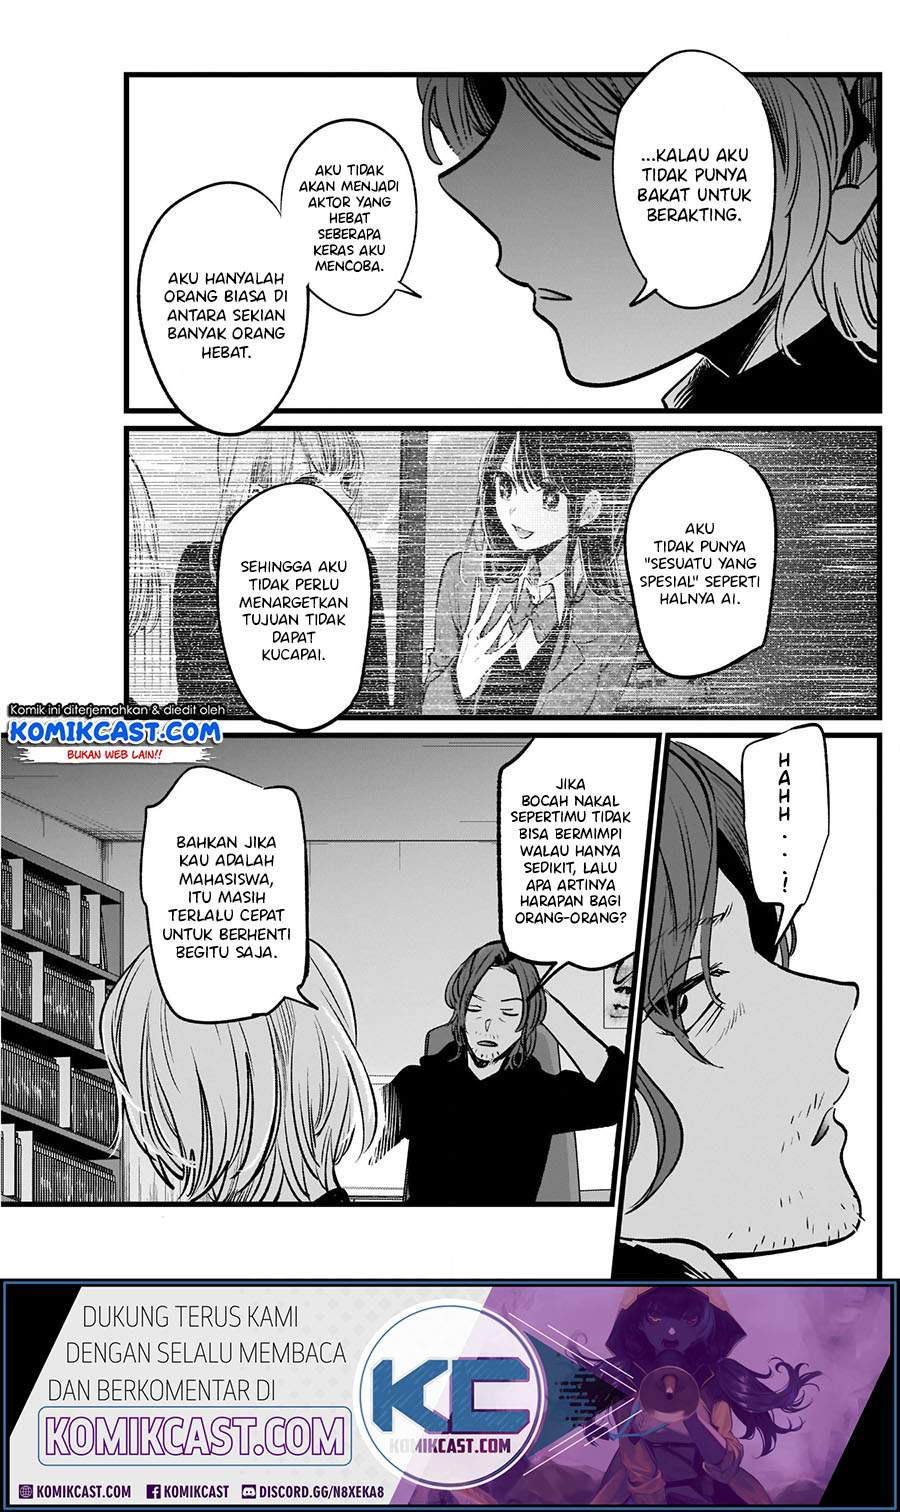 ...KALAU AKU
TIDAK PUNYA
BAKAT UNTUK
BERAKTING.
AKU TIDAK
AKAN MENJADI
AKTOR YANG
HEBAT
SEBERAPA
KERAS AKU
MENCOBA.
AKU HANYALAH
ORANG BIASA DI
ANTARA SEKIAN
BANYAK ORANG
HEBAT.
AKU
TIDAK PUNYA
"SESUATU YANG
SPESIAL" SEPERTI
HALNYA AI.
SEHINGGA AKU
TIDAK PERLU
MENARGETKAN
TUJUAN TIDAK
DAPAT
KUCAPAI.
Komik ini diterjemahkan & diedit oleh
KOMIKCAST.COM
BUKAN WEB LAIN!!
HAHH...!
JIKA
BOCAH NAKAL
SEPERTIMU TIDAK
BISA BERMIMPI
WALAU HANYA
SEDIKIT, LALU
APA ARTINYA
HARAPAN BAGI
ORANG-ORANG?
BAHKAN JIKA
KAU ADALAH
MAHASISWA,
ITU MASIH
TERLALU CEPAT
UNTUK BERHENTI
BEGITU SAJA.
DUKUNG TERUS KAMI
DENGAN SELALU MEMBACA
DAN BERKOMENTAR DI
KOMIKCAST.COM
KC
KOMIKCAST.COM
KOMIKCAST.COM KOMIKCAST.COM DISCORD.GG/N8XEKA8